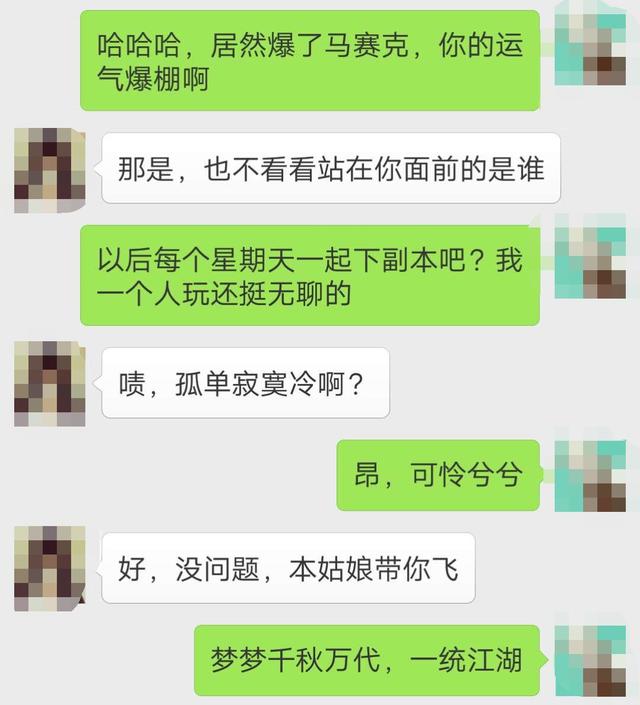 哈哈哈，居然爆了马赛克，你的运
气爆棚啊
那是，也不看看站在你面前的是谁
以后每个星期天一起下副本吧？我
一个人玩还挺无聊的
啧，孤单寂寞冷啊？
昂，可怜兮兮
好，没问题，本姑娘带你飞
梦梦千秋万代，一统江湖